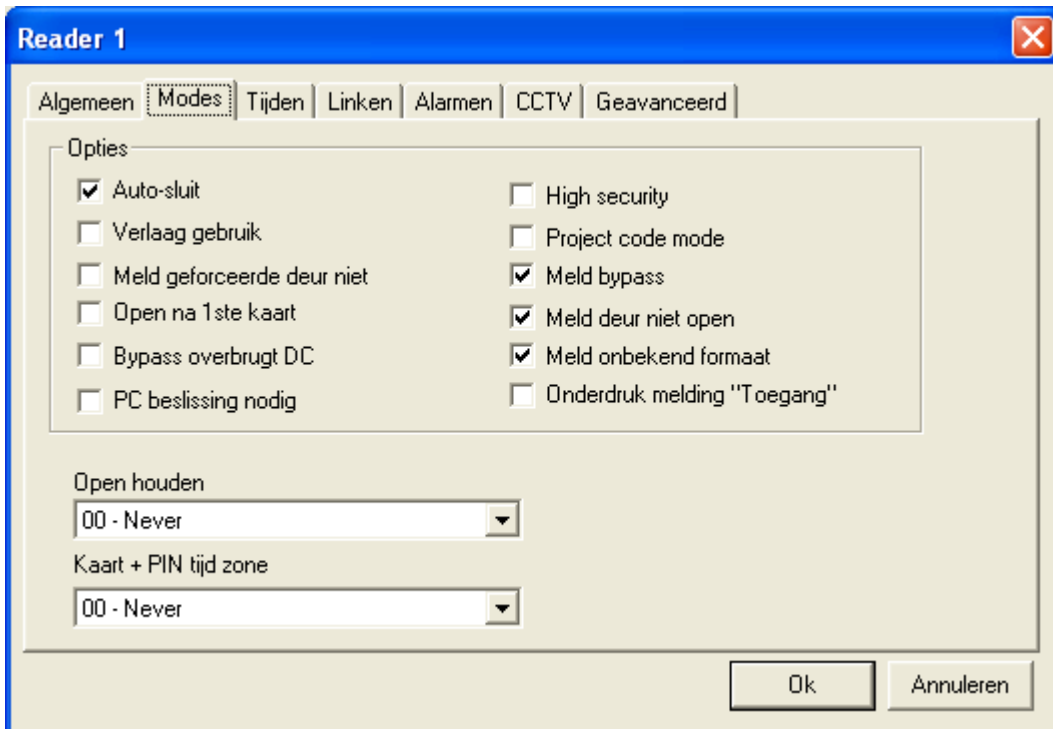 Reader 1
Algemeen Modes Tijden Linken Alarmen CCTV Geavanceerd
Opties
Auto-sluit
Verlaag gebruik
Meld geforceerde deur niet
Open na 1ste kaart
Bypass overbrugt DC
PC beslissing nodig
High security
Project code mode
Meld bypass
Meld deur niet open
Meld onbekend formaat
Onderdruk melding "Toegang"
Open houden
00 - Never
Kaart + PIN tijd zone
00 - Never
Ok Annuleren